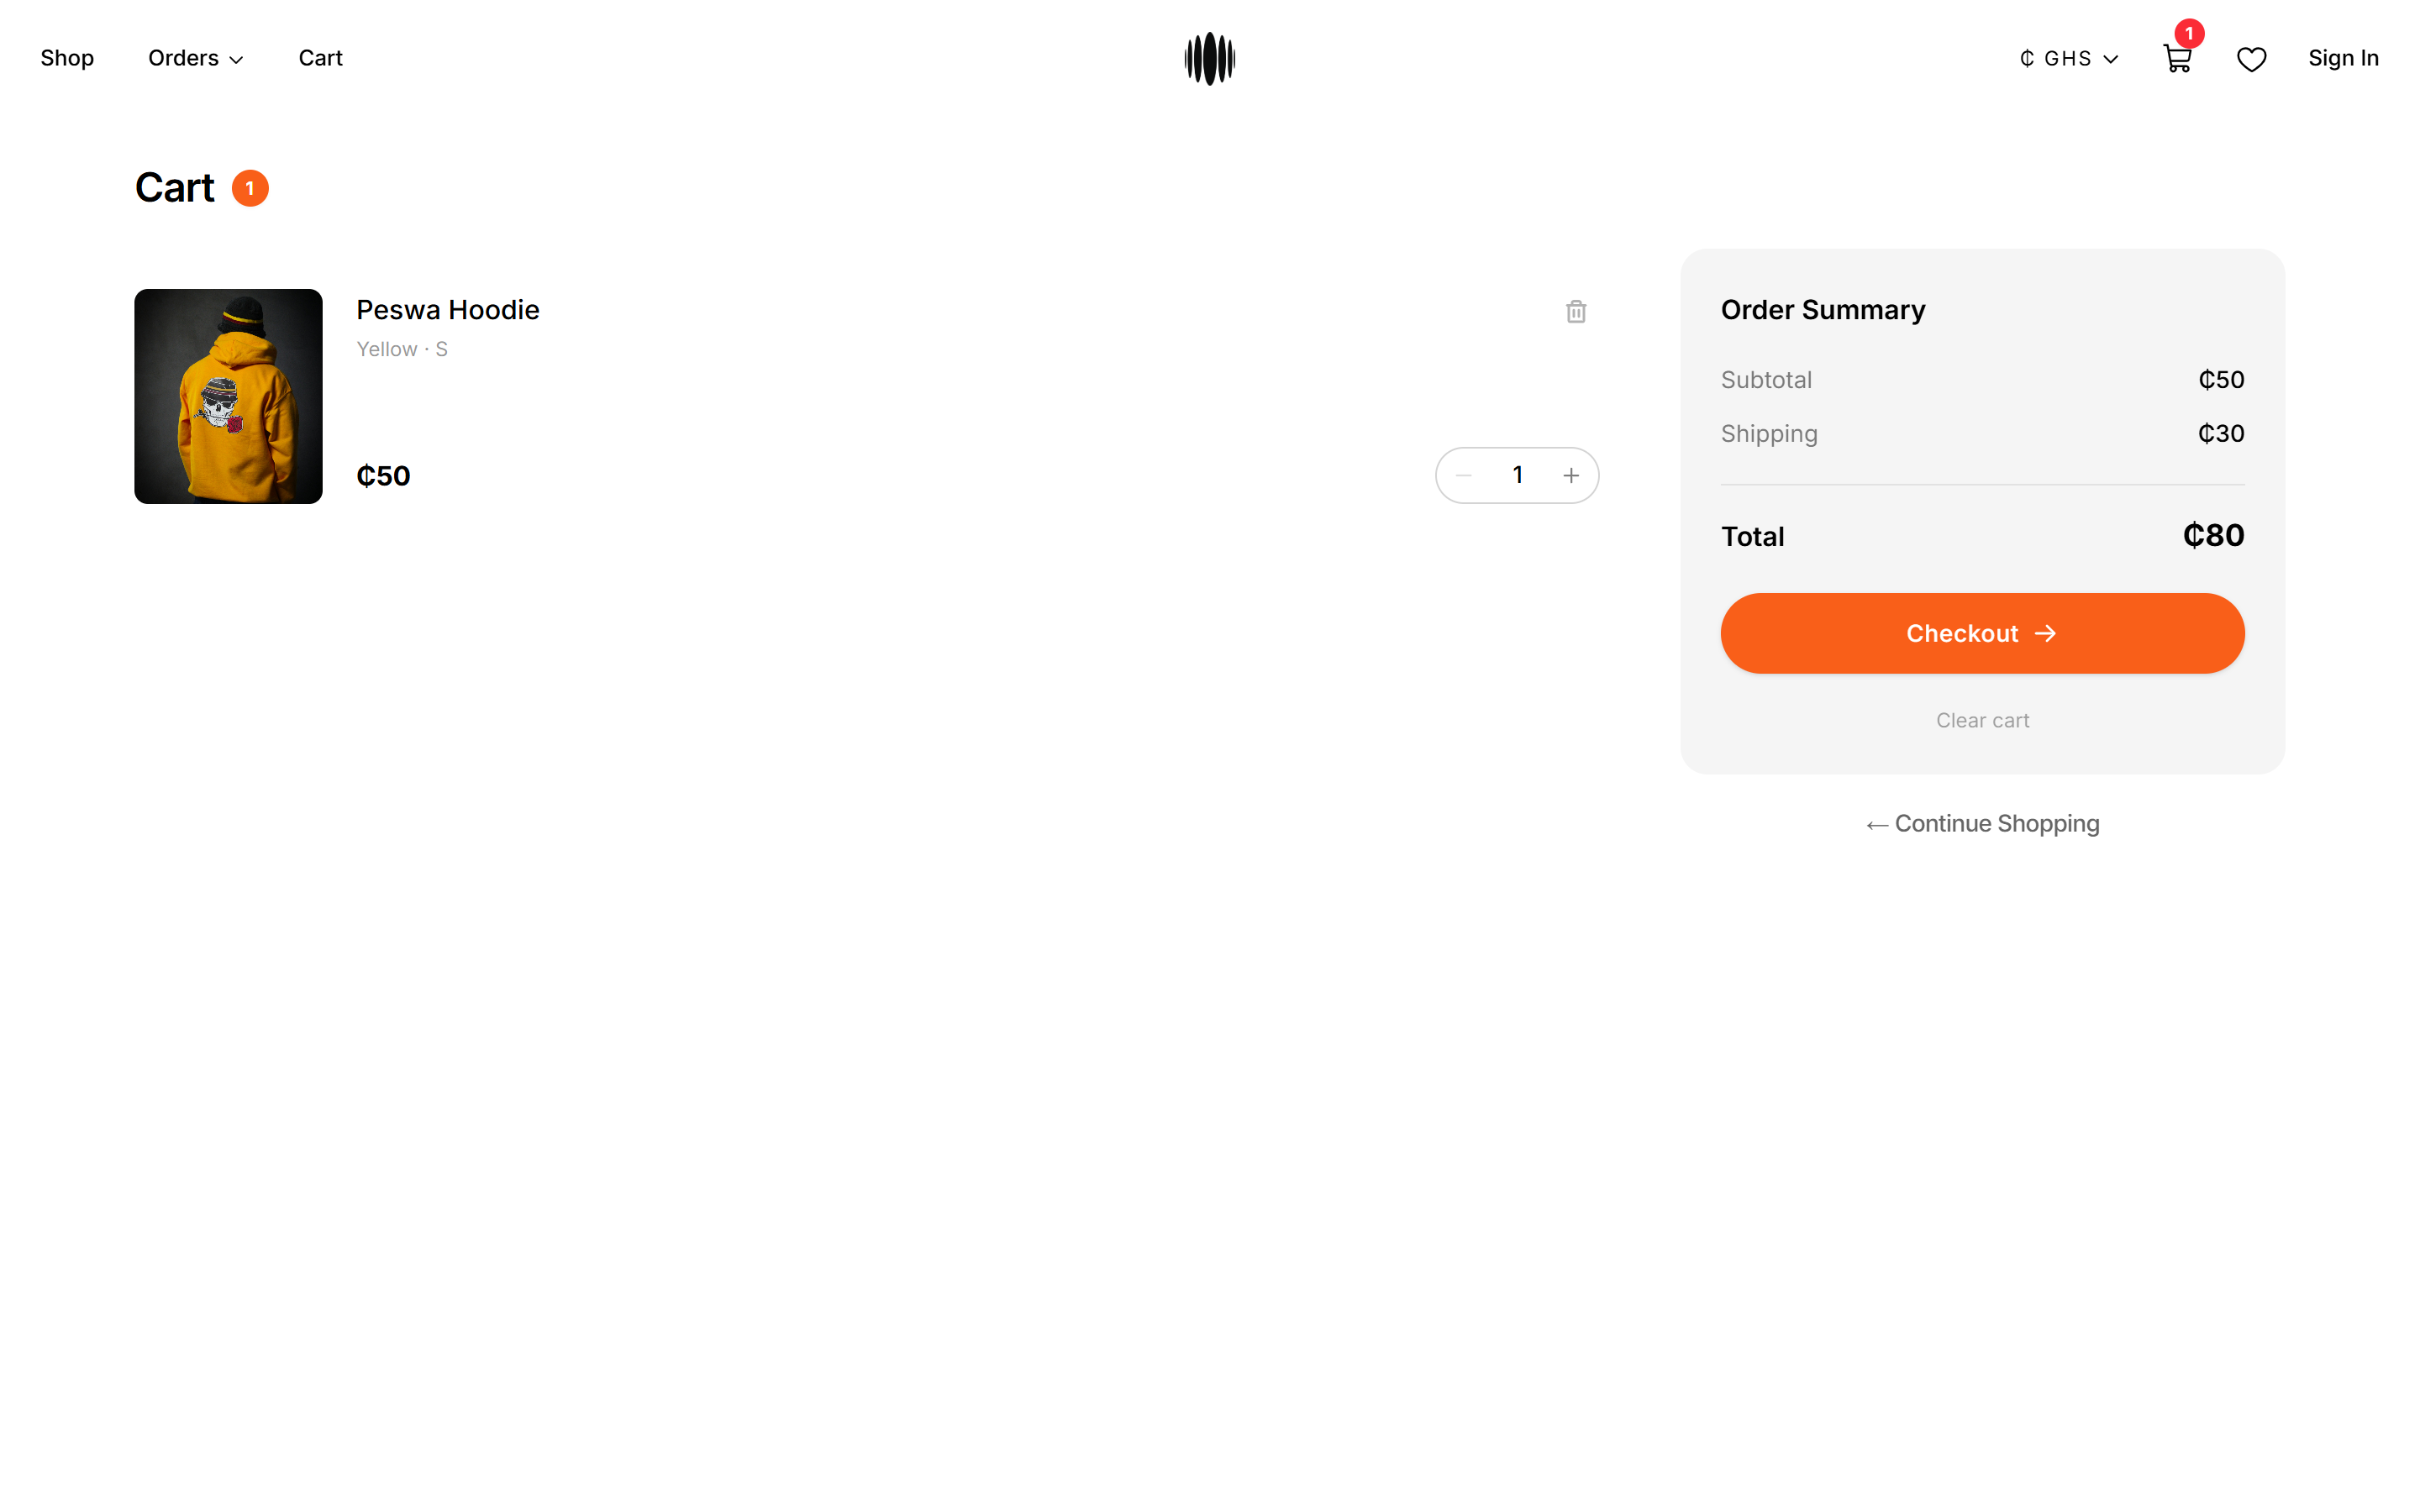 Shop Orders Cart ₵ GHS 1 Sign In
Cart 1
Peswa Hoodie
Yellow · S
₵50
1
Order Summary
Subtotal ₵50
Shipping ₵30
Total ₵80
Checkout →
Clear cart
← Continue Shopping